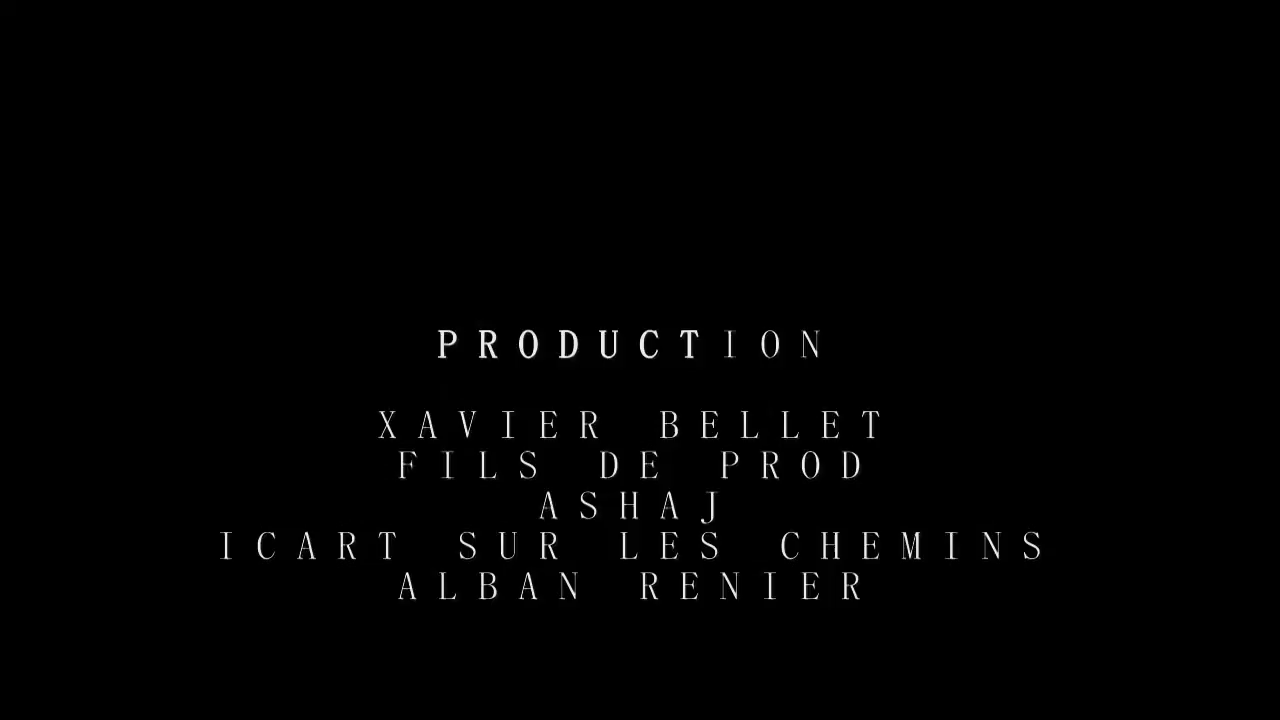 PRODUCTION
XAVIER BELLET
FILS DE PROD
ASHAJ
ICART SUR LES CHEMINS
ALBAN RENIER